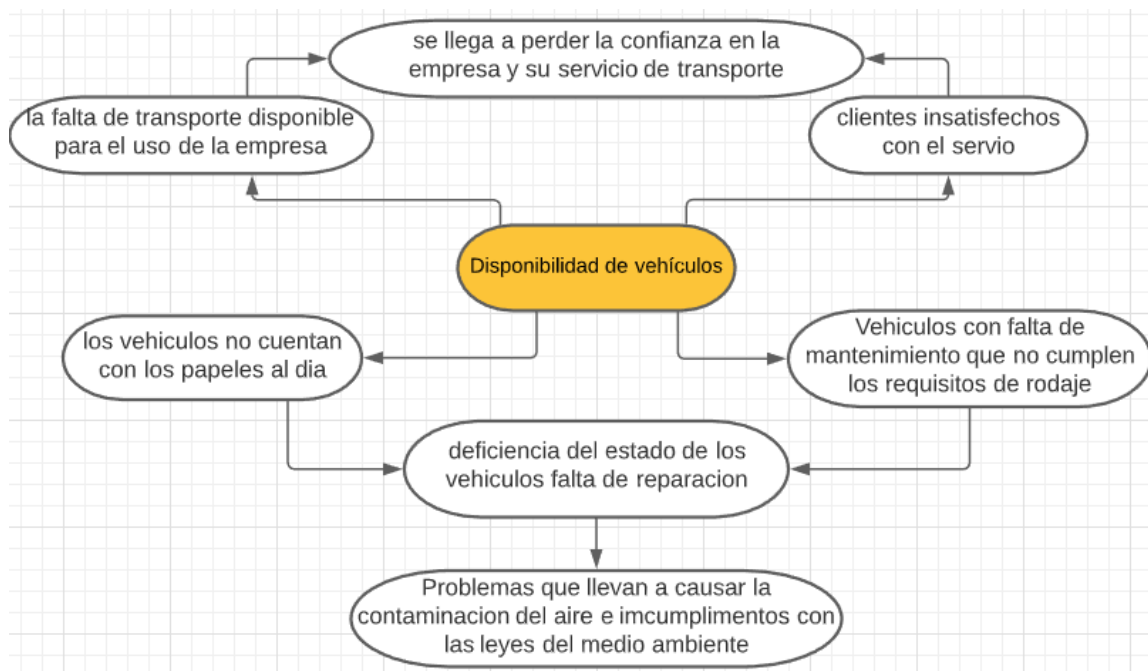 se llega a perder la confianza en la
empresa y su servicio de transporte
la falta de transporte disponible
para el uso de la empresa
clientes insatisfechos
con el servio
Disponibilidad de vehículos
los vehiculos no cuentan
con los papeles al dia
Vehiculos con falta de
mantenimiento que no cumplen
los requisitos de rodaje
deficiencia del estado de los
vehiculos falta de reparacion
Problemas que llevan a causar la
contaminacion del aire e imcumplimentos con
las leyes del medio ambiente